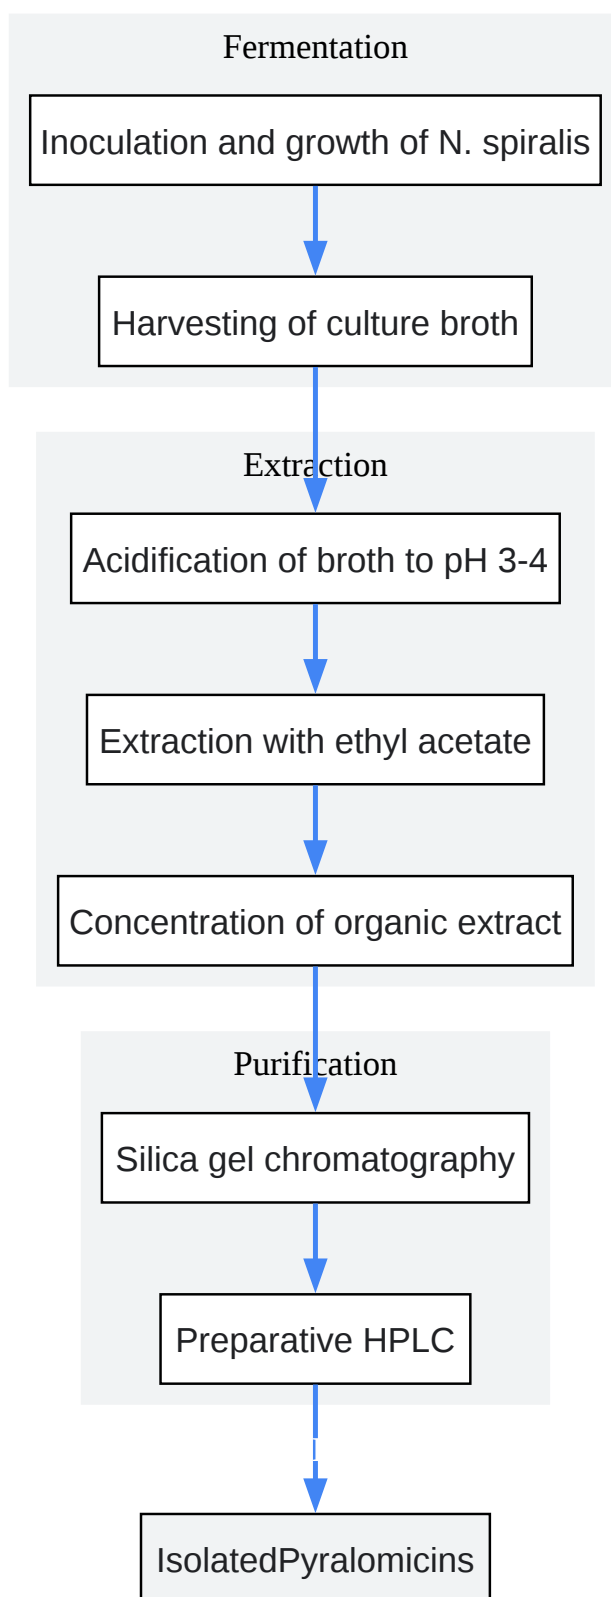 Fermentation
Inoculation and growth of N. spiralis
Harvesting of culture broth
Extraction
Acidification of broth to pH 3-4
Extraction with ethyl acetate
Concentration of organic extract
Purification
Silica gel chromatography
Preparative HPLC
IsolatedPyralomicins